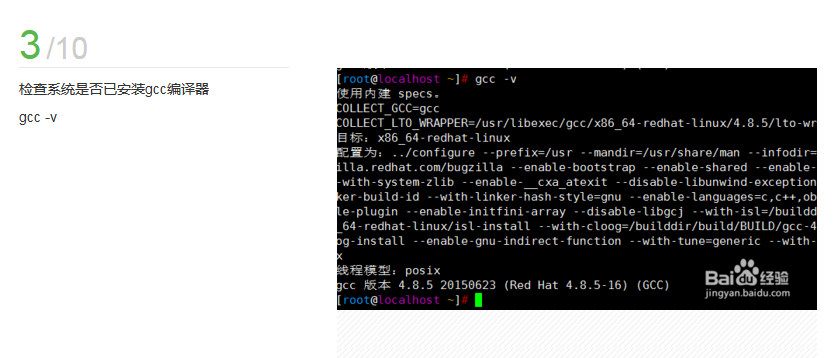 3/10
检查系统是否已安装gcc编译器
gcc -v
[root@localhost ~]# gcc -v
使用内建 specs。
COLLECT_GCC=gcc
COLLECT_LTO_WRAPPER=/usr/libexec/gcc/x86_64-redhat-linux/4.8.5/lto-wr
目标：x86_64-redhat-linux
配置为：../configure --prefix=/usr --mandir=/usr/share/man --infodir=
illa.redhat.com/bugzilla --enable-bootstrap --enable-shared --enable-
-with-system-zlib --enable-__cxa_atexit --disable-libunwind-exception
ker-build-id --with-linker-hash-style=gnu --enable-languages=c,c++,ob
le-plugin --enable-initfini-array --disable-libgcj --with-isl=/buildd
_64-redhat-linux/isl-install --with-cloog=/builddir/build/BUILD/gcc-4
og-install --enable-gnu-indirect-function --with-tune=generic --with-
x
线程模型：posix
gcc 版本 4.8.5 20150623 (Red Hat 4.8.5-16) (GCC)
[root@localhost ~]#
Baidu经验
jingyan.baidu.com